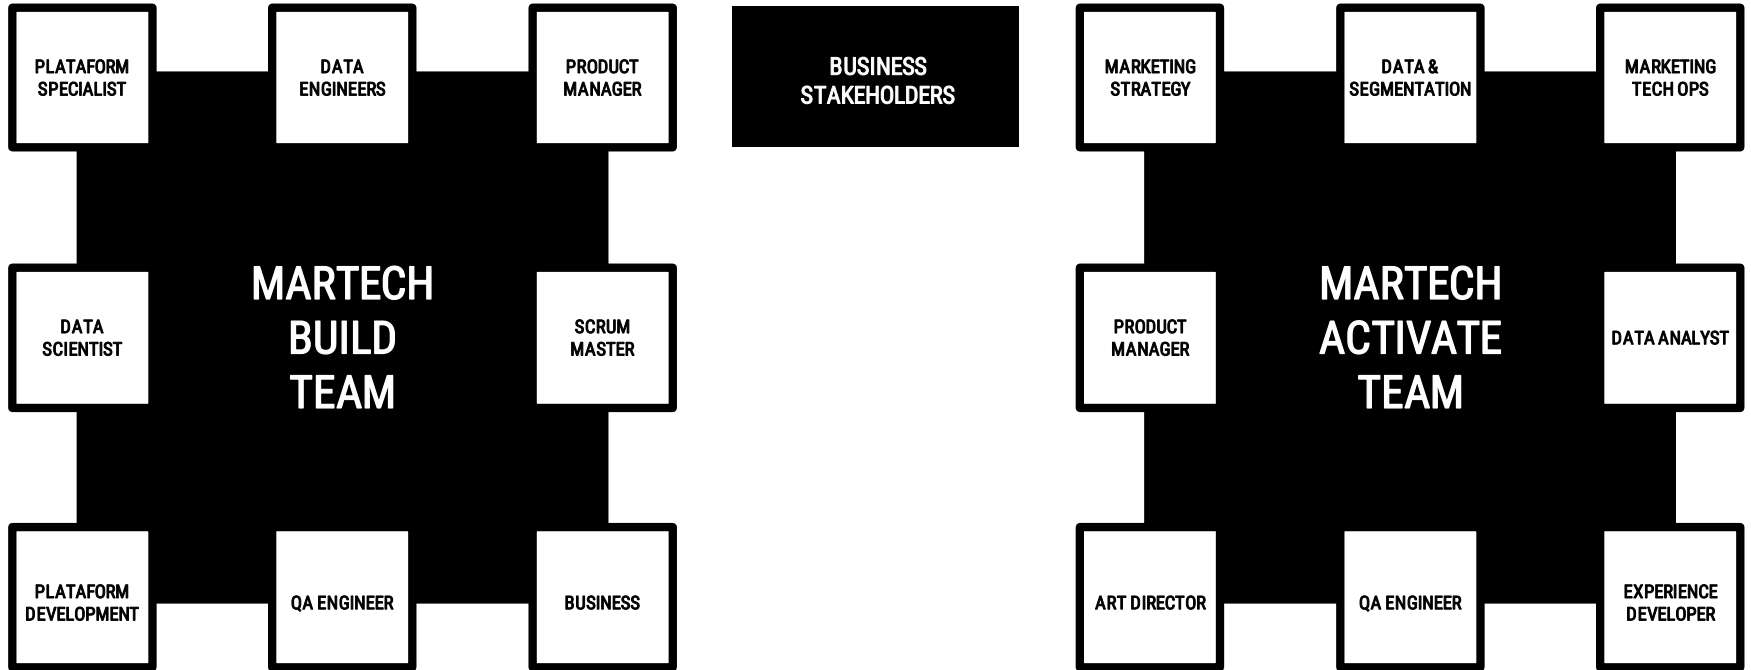 PLATAFORM
SPECIALIST
DATA
ENGINEERS
PRODUCT
MANAGER
BUSINESS
STAKEHOLDERS
MARKETING
STRATEGY
DATA &
SEGMENTATION
MARKETING
TECH OPS
DATA
SCIENTIST
MARTECH
BUILD
TEAM
SCRUM
MASTER
PRODUCT
MANAGER
MARTECH
ACTIVATE
TEAM
DATA ANALYST
PLATAFORM
DEVELOPMENT
QA ENGINEER
BUSINESS
ART DIRECTOR
QA ENGINEER
EXPERIENCE
DEVELOPER